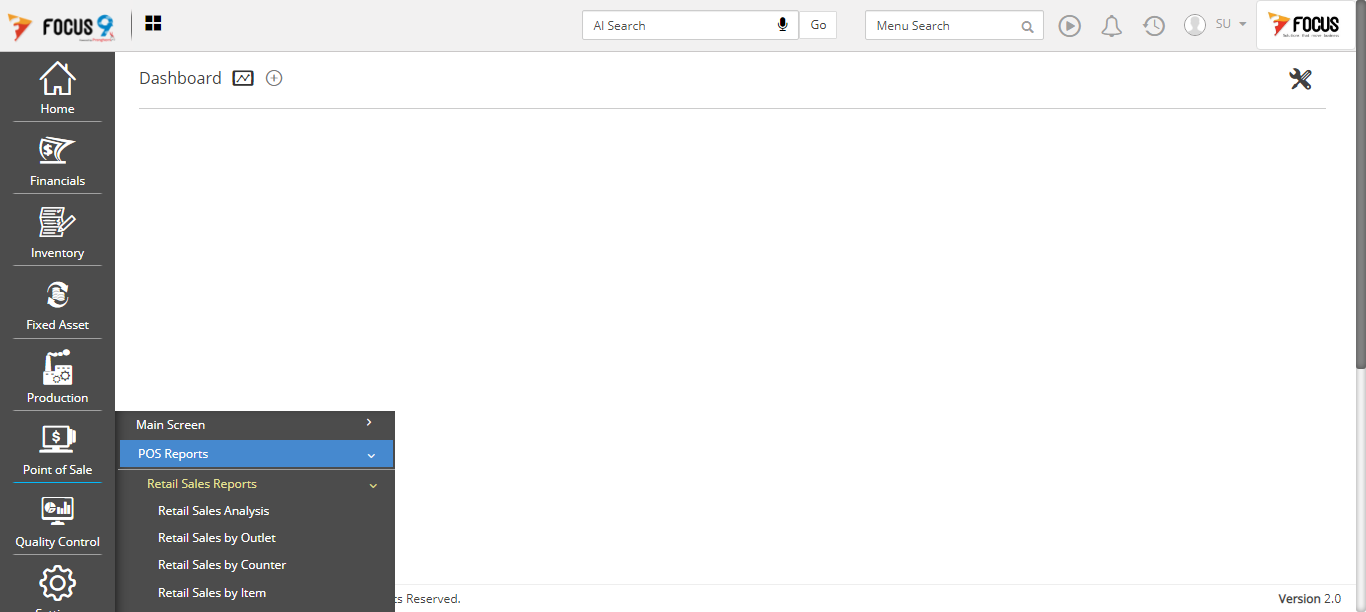 FOCUS 9
AI Search
Go
Menu Search
SU
FOCUS
Dashboard
Home
Financials
Inventory
Fixed Asset
Production
Point of Sale
Quality Control
Main Screen
POS Reports
Retail Sales Reports
Retail Sales Analysis
Retail Sales by Outlet
Retail Sales by Counter
Retail Sales by Item
ts Reserved.
Version 2.0